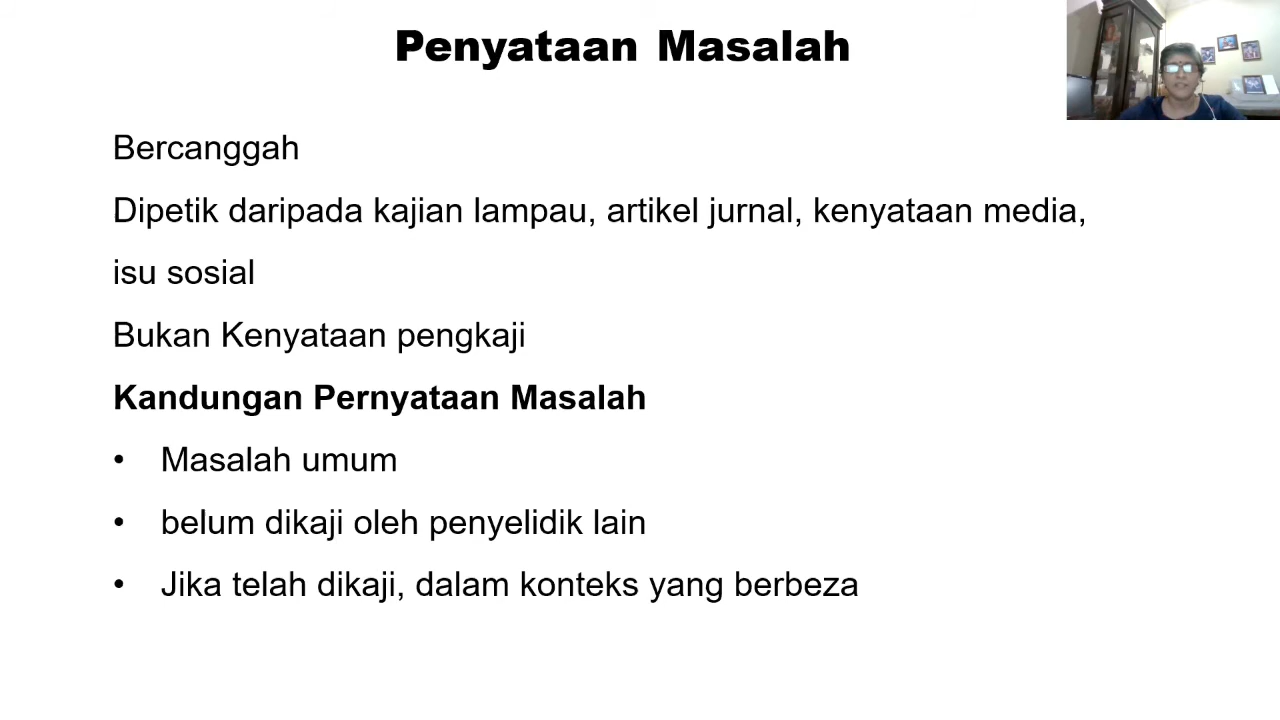 Penyataan Masalah
Bercanggah
Dipetik daripada kajian lampau, artikel jurnal, kenyataan media,
isu sosial
Bukan Kenyataan pengkaji
Kandungan Pernyataan Masalah
• Masalah umum
• belum dikaji oleh penyelidik lain
• Jika telah dikaji, dalam konteks yang berbeza